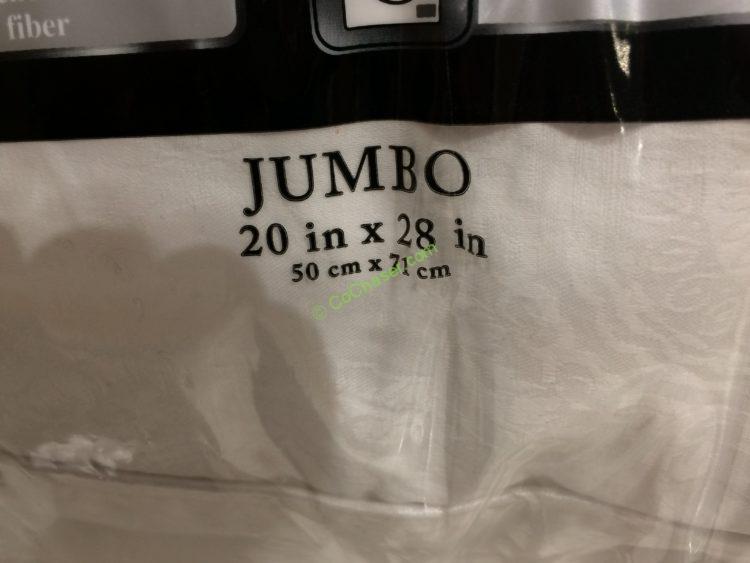 fiber
JUMBO
20 in x 28 in
50 cm x 71 cm
© CoChaser.com